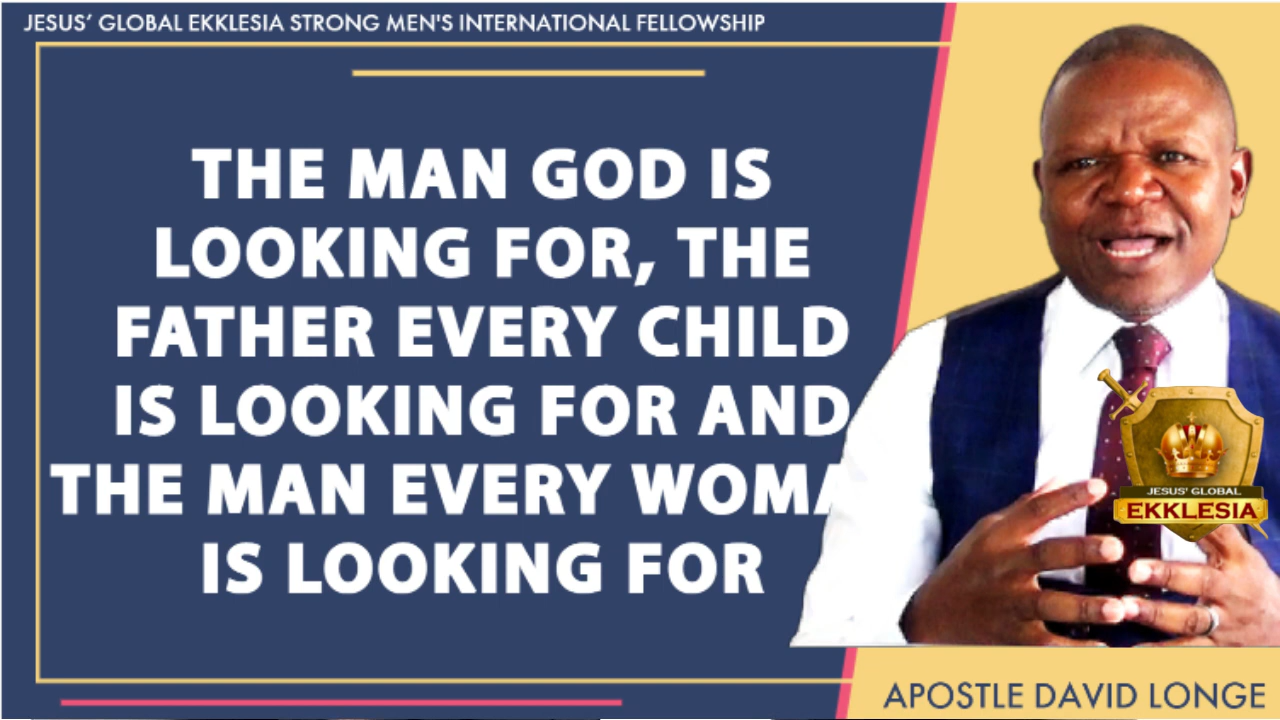 JESUS' GLOBAL EKKLESIA STRONG MEN'S INTERNATIONAL FELLOWSHIP
THE MAN GOD IS
LOOKING FOR, THE
FATHER EVERY CHILD
IS LOOKING FOR AND
THE MAN EVERY WOMA
IS LOOKING FOR
JESUS' GLOBAL
EKKLESIA
APOSTLE DAVID LONGE